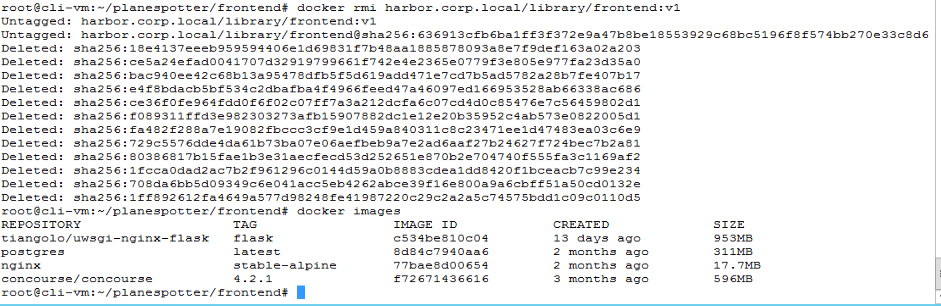 root@cli-vm:~/planespotter/frontend# docker rmi harbor.corp.local/library/frontend:v1
Untagged: harbor.corp.local/library/frontend:v1
Untagged: harbor.corp.local/library/frontend@sha256:636913cfb6ba1ff3f372e9a47b8be18553929c68bc5196f8f574bb270e33c8d6
Deleted: sha256:18e4137eeeb959594406e1d69831f7b48aa1885878093a8e7f9def163a02a203
Deleted: sha256:ce5a24efad0041707d32919799661f742e4e2365e0779f3e805e977fa23d35a0
Deleted: sha256:bac940ee42c68b13a95478dfb5f5d619add471e7cd7b5ad5782a28b7fe407b17
Deleted: sha256:e4f8bdacb5bf534c2dbafba4f4966feed47a46097ed166953528ab66338ac686
Deleted: sha256:ce36f0fe964fdd0f6f02c07ff7a3a212dcfa6c07cd4d0c85476e7c56459802d1
Deleted: sha256:f089311ffd3e982303273afb15907882dc1e12e20b35952c4ab573e0822005d1
Deleted: sha256:fa482f288a7e19082fbccc3cf9e1d459a840311c8c23471ee1d47483ea03c6e9
Deleted: sha256:729c5576dde4da61b73ba07e06aefbeb9a7e2ad6aaf27b24627f724bec7b2a81
Deleted: sha256:80386817b15fae1b3e31aecfecd53d252651e870b2e704740f555fa3c1169af2
Deleted: sha256:1fcca0dad2ac7b2f961296c0144d59a0b8883cdea1dd8420f1bceacb7c99e234
Deleted: sha256:708da6bb5d09349c6e041acc5eb4262abce39f16e800a9a6cbff51a50cd0132e
Deleted: sha256:1ff892612fa4649a577d98248fe41987220c29c2a2a5c74575bdd1c09c0110d5
root@cli-vm:~/planespotter/frontend# docker images
REPOSITORY TAG IMAGE ID CREATED SIZE
tiangolo/uwsgi-nginx-flask flask c534be810c04 13 days ago 953MB
postgres latest 8d84c7940aa6 2 months ago 311MB
nginx stable-alpine 77bae8d00654 2 months ago 17.7MB
concourse/concourse 4.2.1 f72671436616 3 months ago 596MB
root@cli-vm:~/planespotter/frontend#